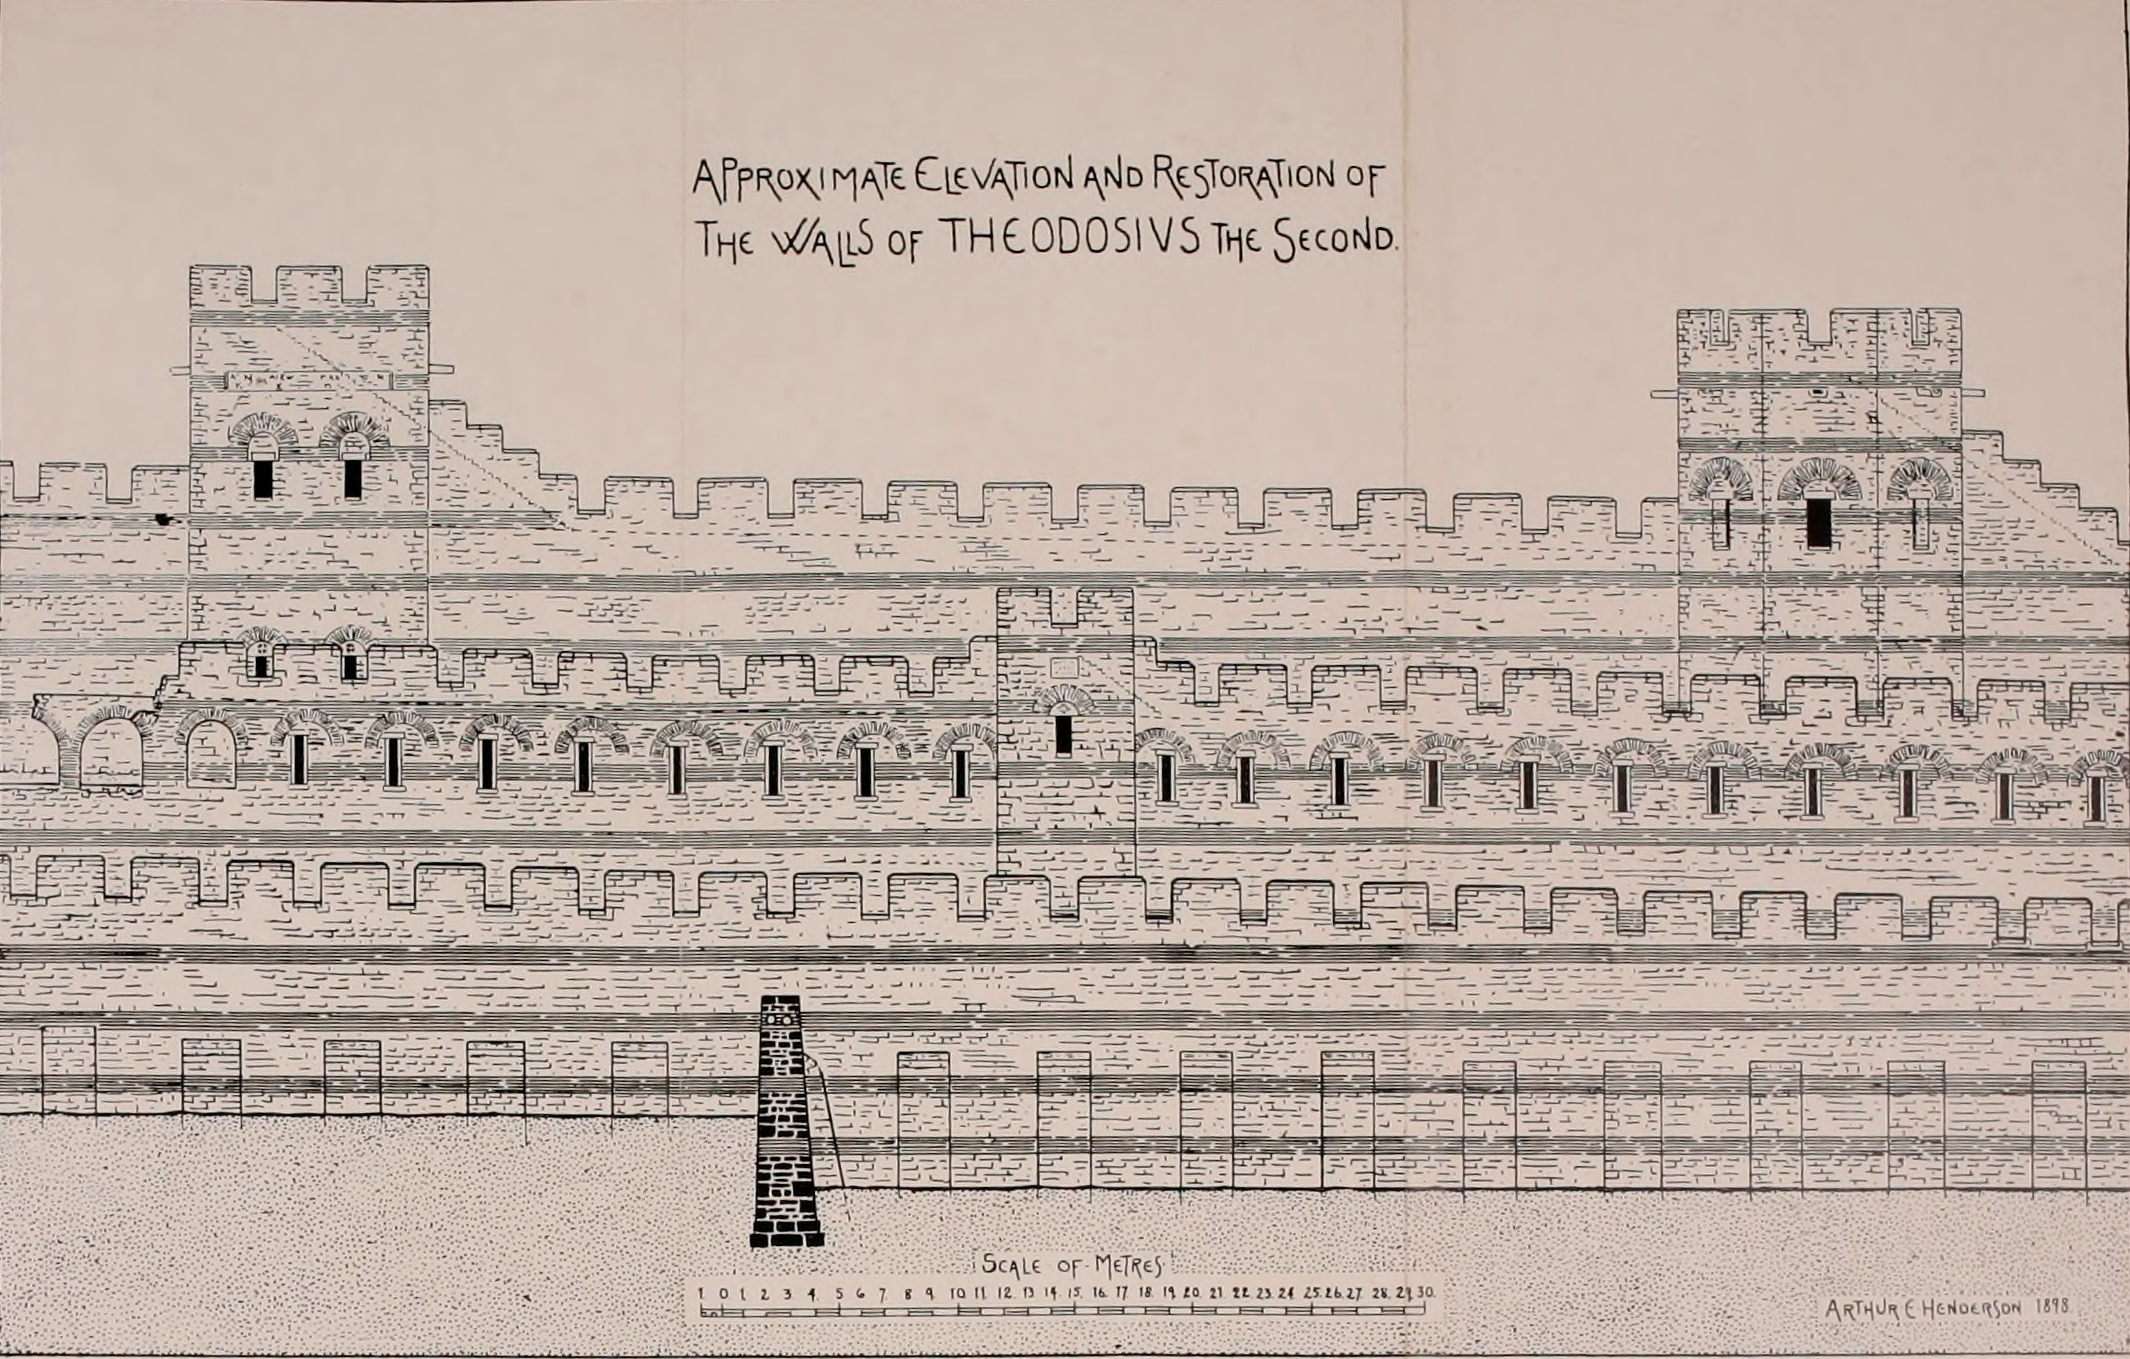 APPROXIMATE ELEVATION AND RESTORATION OF
THE WALLS OF THEODOSIVS THE SECOND.
SCALE OF METRES
1 0 1 2 3 4 5 6 7 8 9 10 11 12 13 14 15 16 17 18 19 20 21 22 23 24 25 26 27 28 29 30
ARTHUR E HENDERSON 1898.